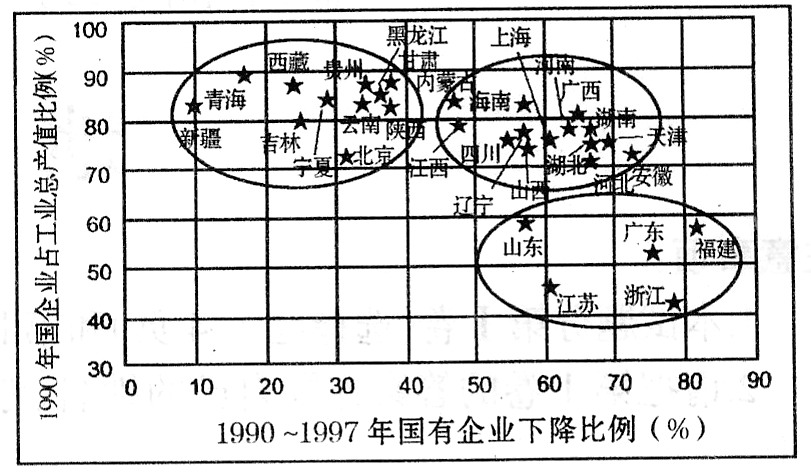 1990年国企业占工业总产值比例(%)
100
90
80
70
60
50
40
30
黑龙江
上海
西藏
贵州
甘肃
河南
青海
内蒙古
海南
广西
新疆
云南
陕西
湖南
天津
吉林
宁夏
北京
江西
四川
湖北
辽宁
山西
河北
安徽
山东
广东
福建
江苏
浙江
0 10 20 30 40 50 60 70 80 90
1990~1997年国有企业下降比例(%)